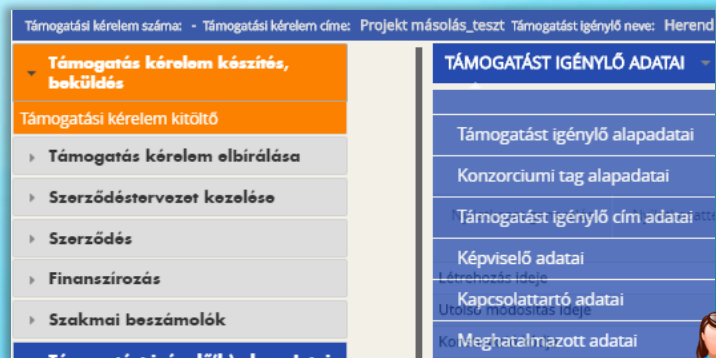 Támogatási kérelem száma: - Támogatási kérelem címe: Projekt másolás_teszt Támogatást igénylő neve: Herend
Támogatás kérelem készítés,
beküldés
Támogatási kérelem kitöltő
Támogatás kérelem elbírálása
Szerződéstervezet kezelése
Szerződés
Finanszírozás
Szakmai beszámolók
TÁMOGATÁST IGÉNYLŐ ADATAI
Támogatást igénylő alapadatai
Konzorciumi tag alapadatai
Támogatást igénylő cím adatai
Képviselő adatai
Létrehozás ideje
Kapcsolattartó adatai
Utolsó módosítás ideje
Meghatalmazott adatai